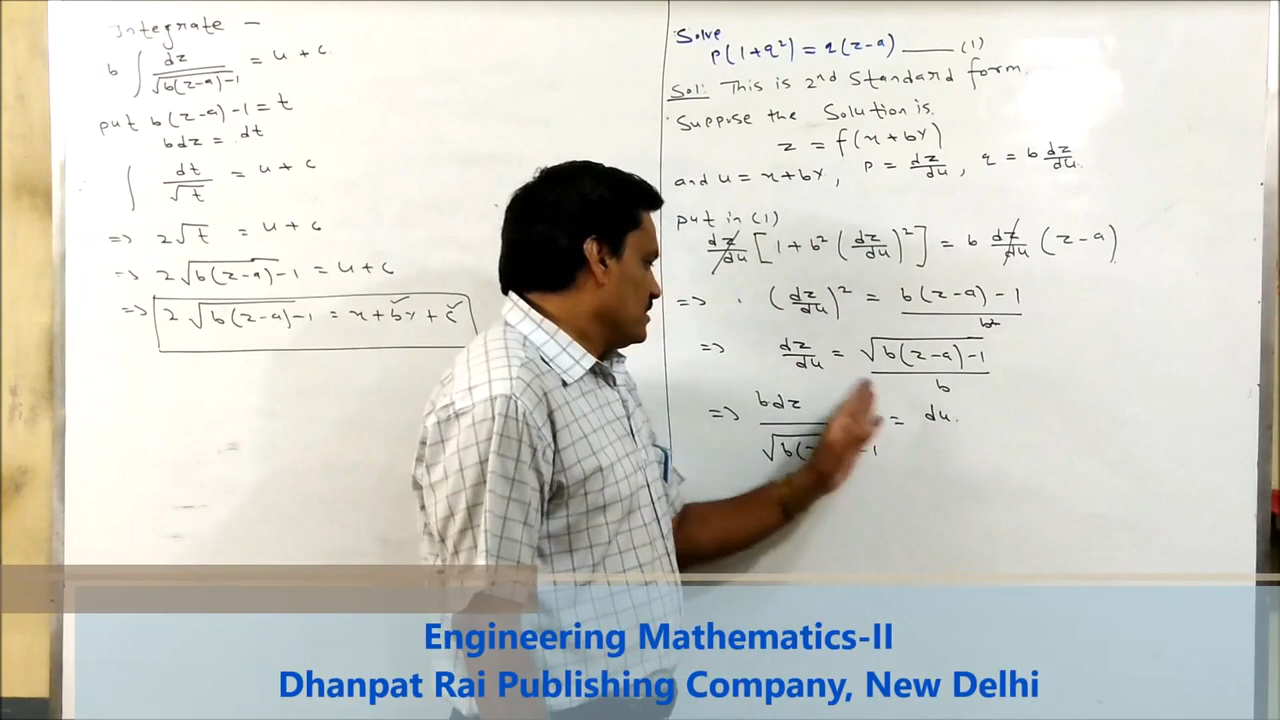 Integrate –
b ∫ dz / √b(z-a)-1 = u + c.
put b(z-a)-1 = t
bdz = dt
∫ dt / √t = u + c
=> 2√t = u + c
=> 2√b(z-a)-1 = u + c
=> 2√b(z-a)-1 = x + by + c
Solve
p(1+q²) = q(z-a) —— (1)
Sol: This is 2nd Standard form.
Suppose the Solution is.
z = f(x+by)
and u = x+by, p = dz/du, q = b dz/du.
put in (1)
dz/du [1 + b² (dz/du)²] = b dz/du (z-a)
=> (dz/du)² = b(z-a) - 1 / b²
=> dz/du = √b(z-a)-1 / b
=> bdz / √b( -1 = du.
Engineering Mathematics-II
Dhanpat Rai Publishing Company, New Delhi